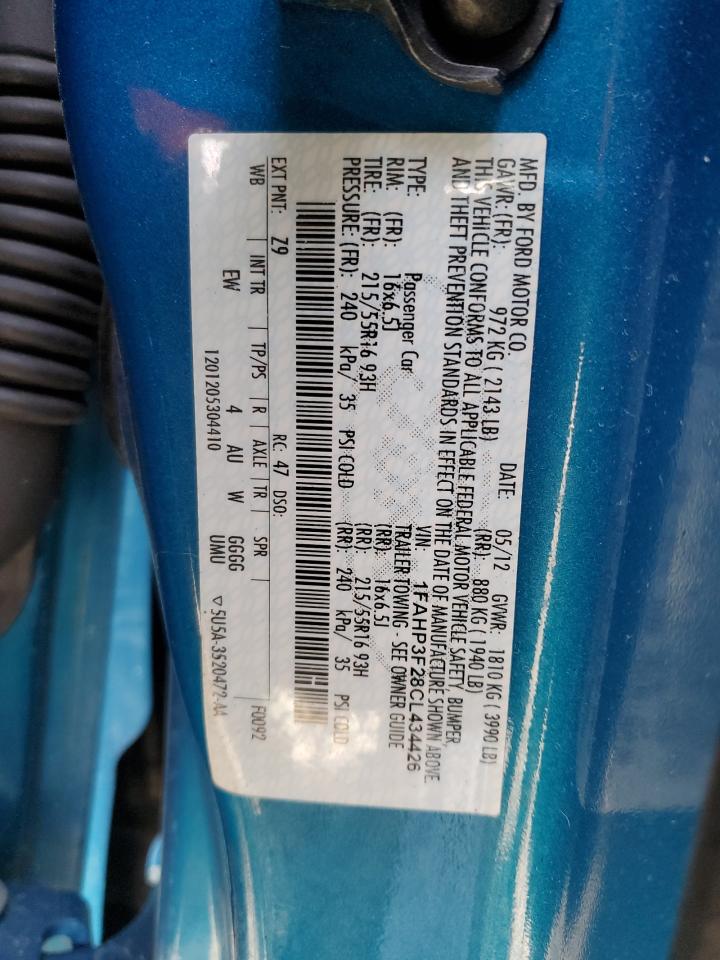 MFD. BY FORD MOTOR CO. DATE: 05/12 GVWR: 1810 KG ( 3990 LB)
GAWR: (FR): 972 KG ( 2143 LB) (RR): 880 KG ( 1940 LB)
THIS VEHICLE CONFORMS TO ALL APPLICABLE FEDERAL MOTOR VEHICLE SAFETY, BUMPER,
AND THEFT PREVENTION STANDARDS IN EFFECT ON THE DATE OF MANUFACTURE SHOWN ABOVE.
VIN: 1FAHP3F28CL434426
TYPE: Passenger Car TRAILER TOWING - SEE OWNER GUIDE
RIM: (FR): 16x6.5J (RR): 16x6.5J
TIRE: (FR): 215/55R16 93H (RR): 215/55R16 93H
PRESSURE: (FR): 240 kPa/ 35 PSI COLD (RR): 240 kPa/ 35 PSI COLD
EXT PNT: Z9 RC: 47 DSO: F0092
WB INT TR TP/PS R AXLE TR SPR
EW 4 AU W GGGG
1201205304410 UMU ▽ 5U5A-3520472-AA